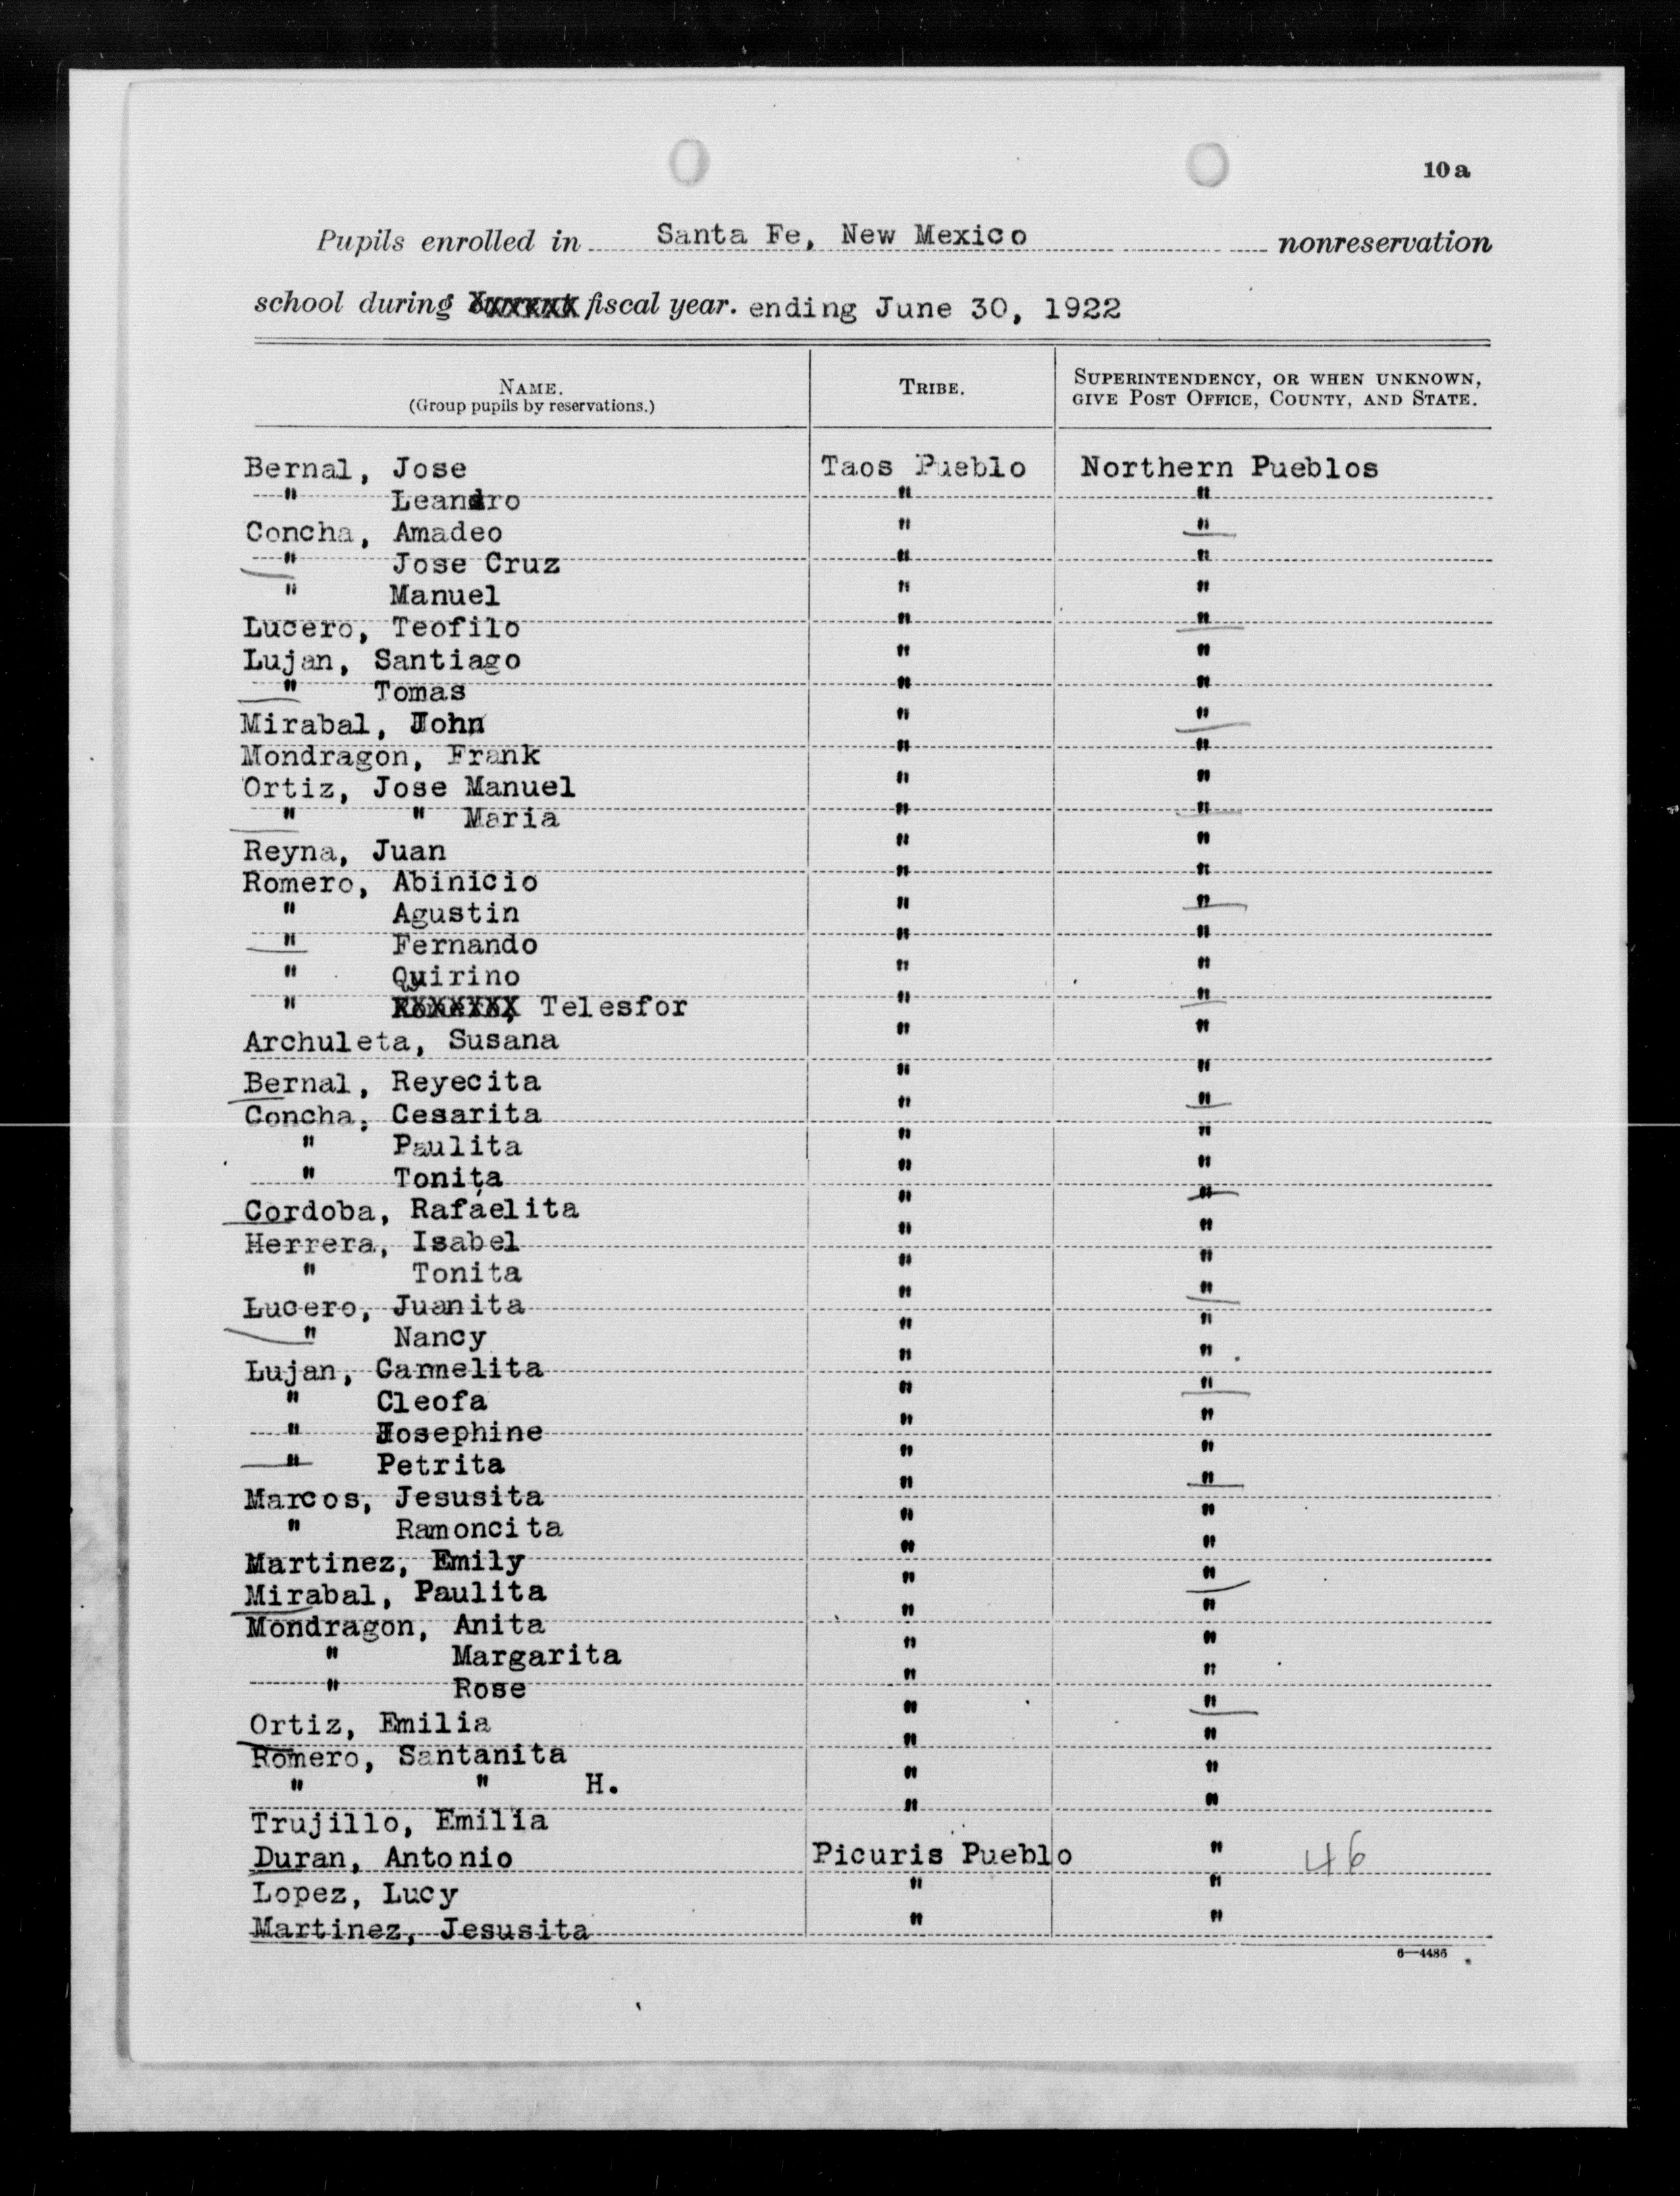 10 a
Pupils enrolled in Santa Fe, New Mexico nonreservation
school during fiscal year. ending June 30, 1922
NAME. TRIBE. SUPERINTENDENCY, OR WHEN UNKNOWN,
(Group pupils by reservations.) GIVE POST OFFICE, COUNTY, AND STATE.
Bernal, Jose Taos Pueblo Northern Pueblos
" Leandro " "
Concha, Amadeo " "
" Jose Cruz " "
" Manuel " "
Lucero, Teofilo " "
Lujan, Santiago " "
" Tomas " "
Mirabal, John " "
Mondragon, Frank " "
Ortiz, Jose Manuel " "
" " Maria " "
Reyna, Juan " "
Romero, Abinicio " "
" Agustin " "
" Fernando " "
" Quirino " "
" Telesfor " "
Archuleta, Susana " "
Bernal, Reyecita " "
Concha, Cesarita " "
" Paulita " "
" Tonita " "
Cordoba, Rafaelita " "
Herrera, Isabel " "
" Tonita " "
Lucero, Juanita " "
" Nancy " "
Lujan, Carmelita " "
" Cleofa " "
" Josephine " "
" Petrita " "
Marcos, Jesusita " "
" Ramoncita " "
Martinez, Emily " "
Mirabal, Paulita " "
Mondragon, Anita " "
" Margarita " "
" Rose " "
Ortiz, Emilia " "
Romero, Santanita " "
" " H. " "
Trujillo, Emilia " "
Duran, Antonio Picuris Pueblo " 46
Lopez, Lucy " "
Martinez, Jesusita " "
6—4486